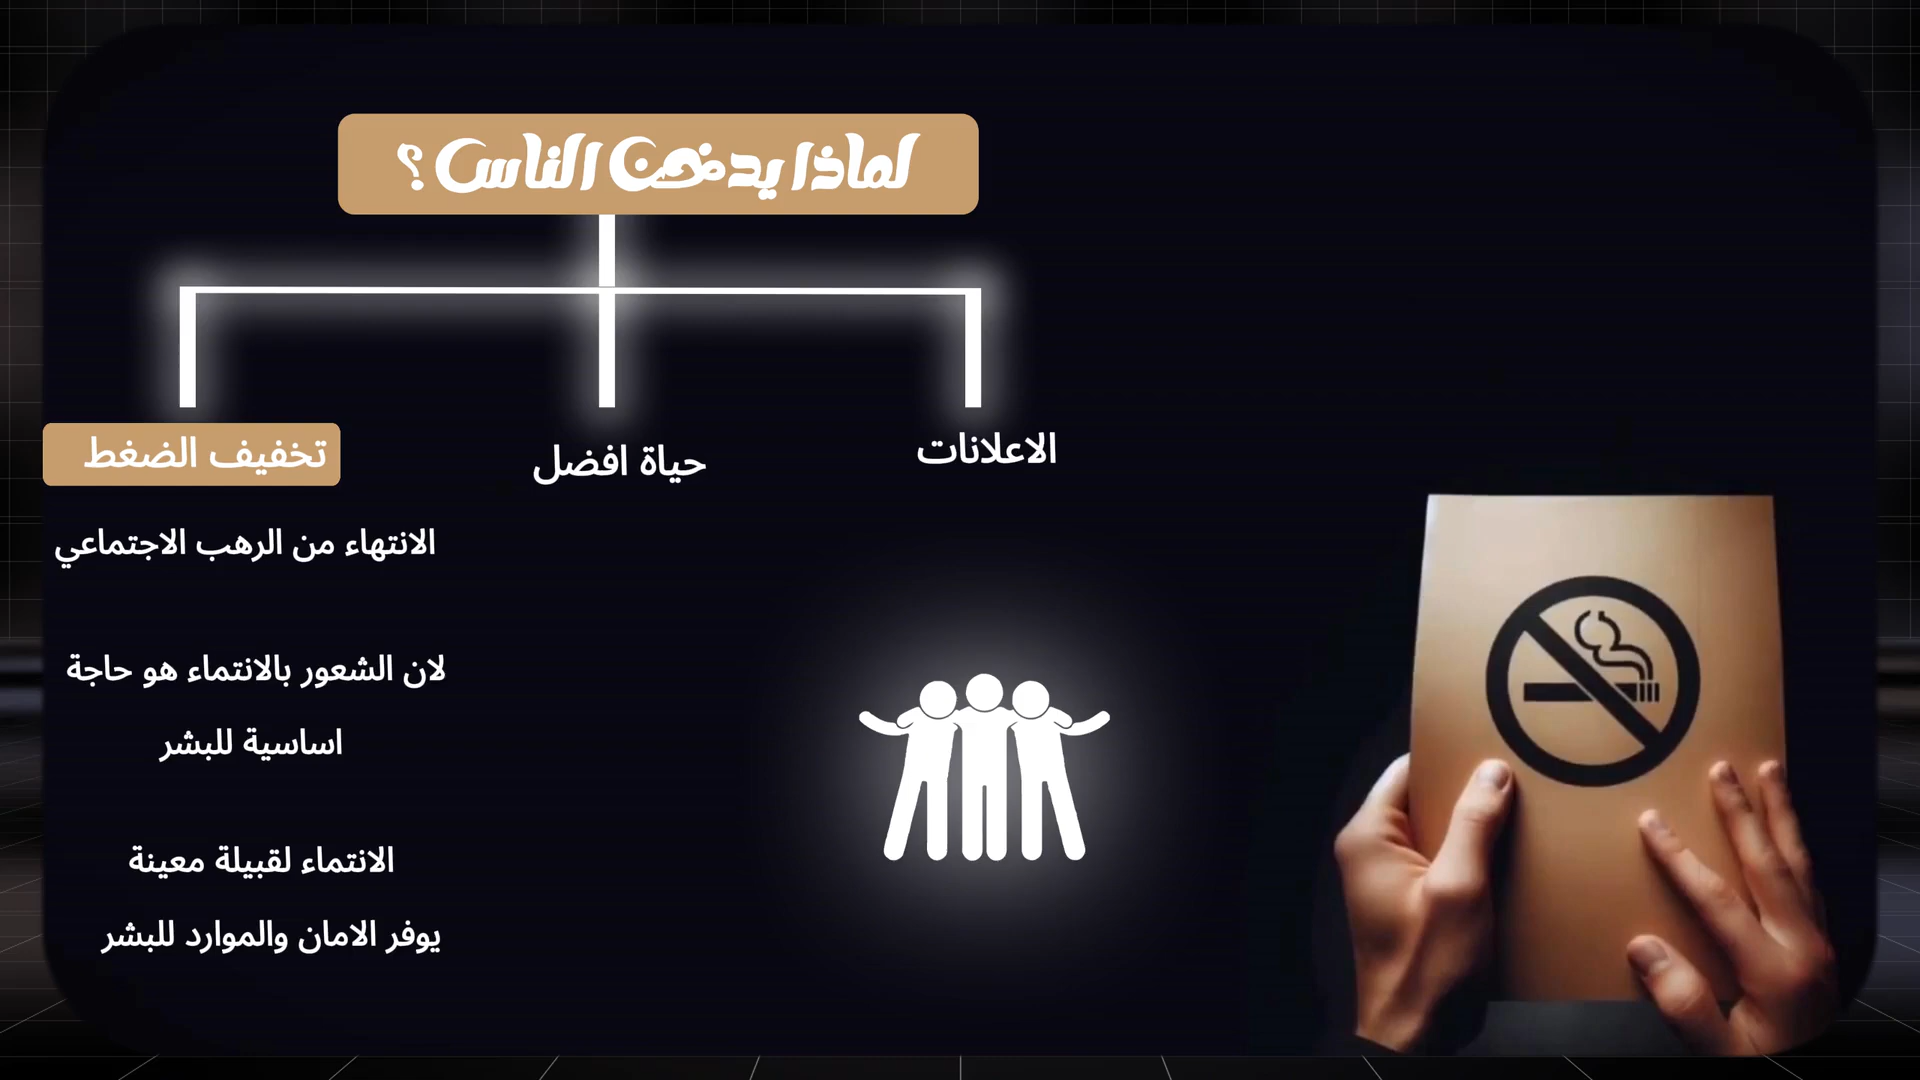 لماذا يدخن الناس ؟
الاعلانات
حياة افضل
تخفيف الضغط
الانتهاء من الرهب الاجتماعي
لان الشعور بالانتماء هو حاجة
اساسية للبشر
الانتماء لقبيلة معينة
يوفر الامان والموارد للبشر